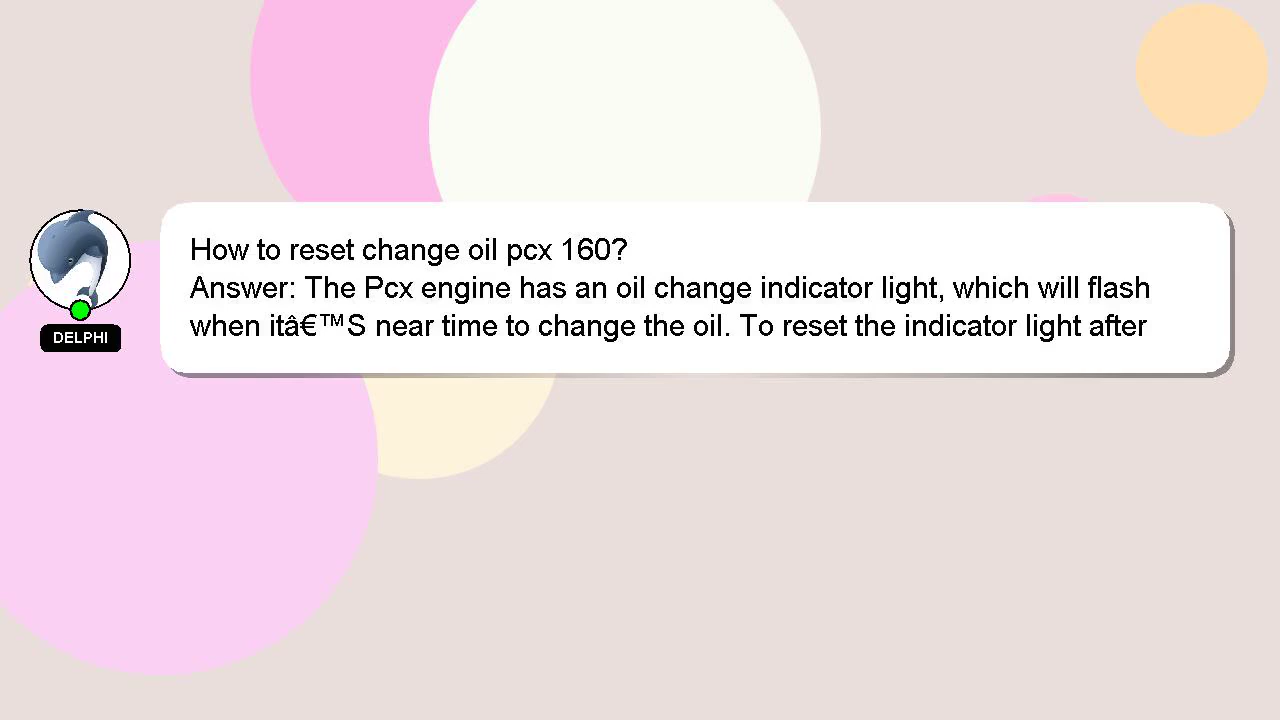 How to reset change oil pcx 160?
Answer: The Pcx engine has an oil change indicator light, which will flash
when itâ€™S near time to change the oil. To reset the indicator light after
DELPHI